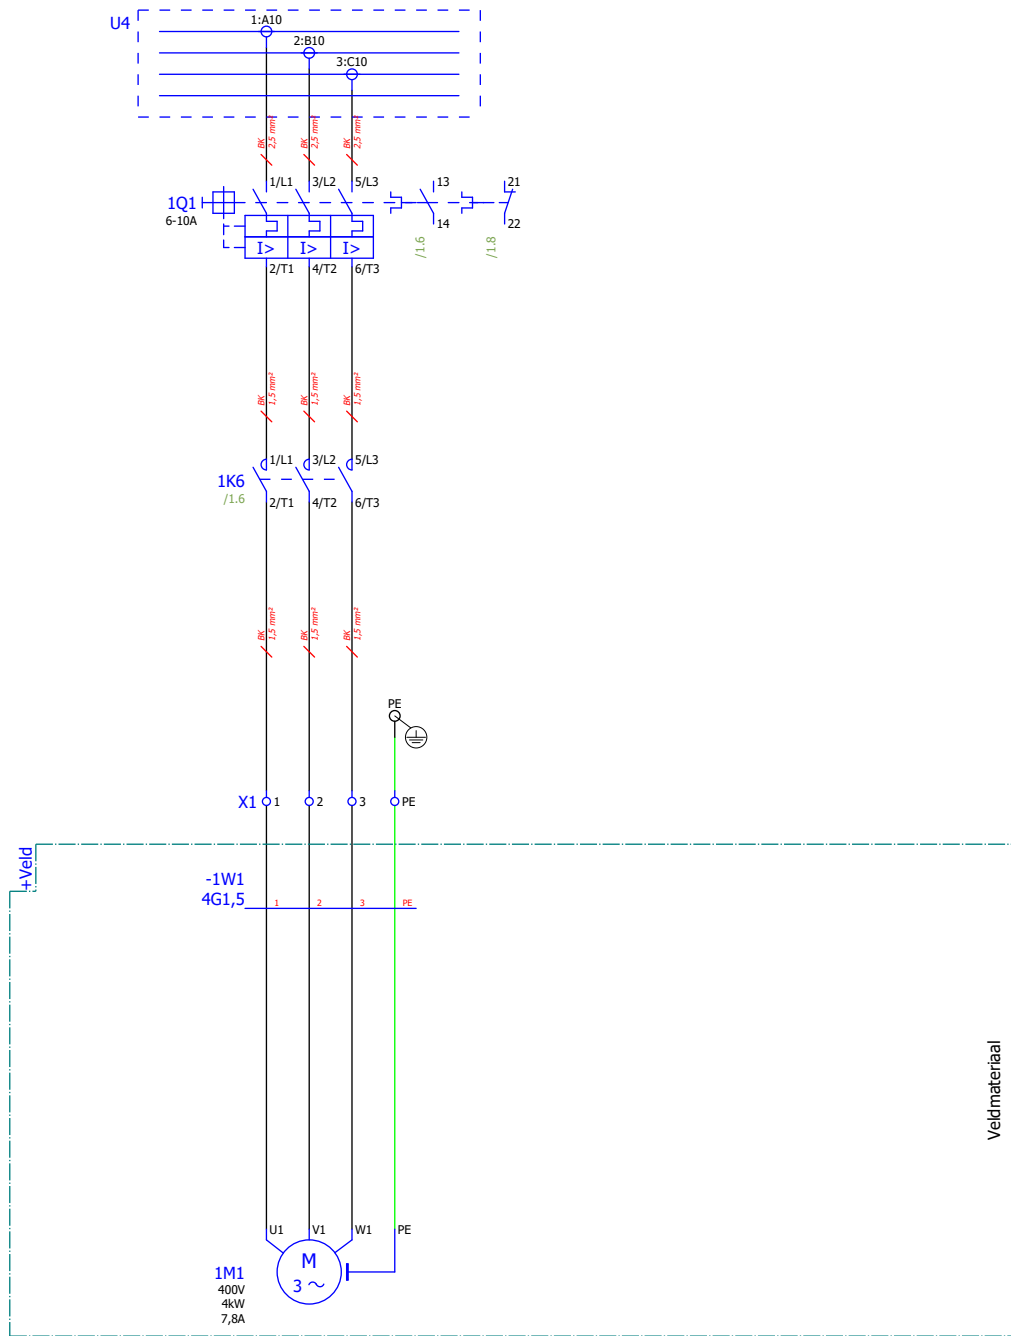 U4
1:A10
2:B10
3:C10
BK
2,5 mm²
BK
2,5 mm²
BK
2,5 mm²
1Q1
6-10A
1/L1
3/L2
5/L3
13
14
21
22
/1.6
/1.8
I>
I>
I>
2/T1
4/T2
6/T3
BK
1,5 mm²
BK
1,5 mm²
BK
1,5 mm²
1K6
/1.6
1/L1
3/L2
5/L3
2/T1
4/T2
6/T3
BK
1,5 mm²
BK
1,5 mm²
BK
1,5 mm²
PE
X1
1
2
3
PE
+Veld
-1W1
4G1,5
1
2
3
PE
Veldmateriaal
U1
V1
W1
PE
M
3 ~
1M1
400V
4kW
7,8A